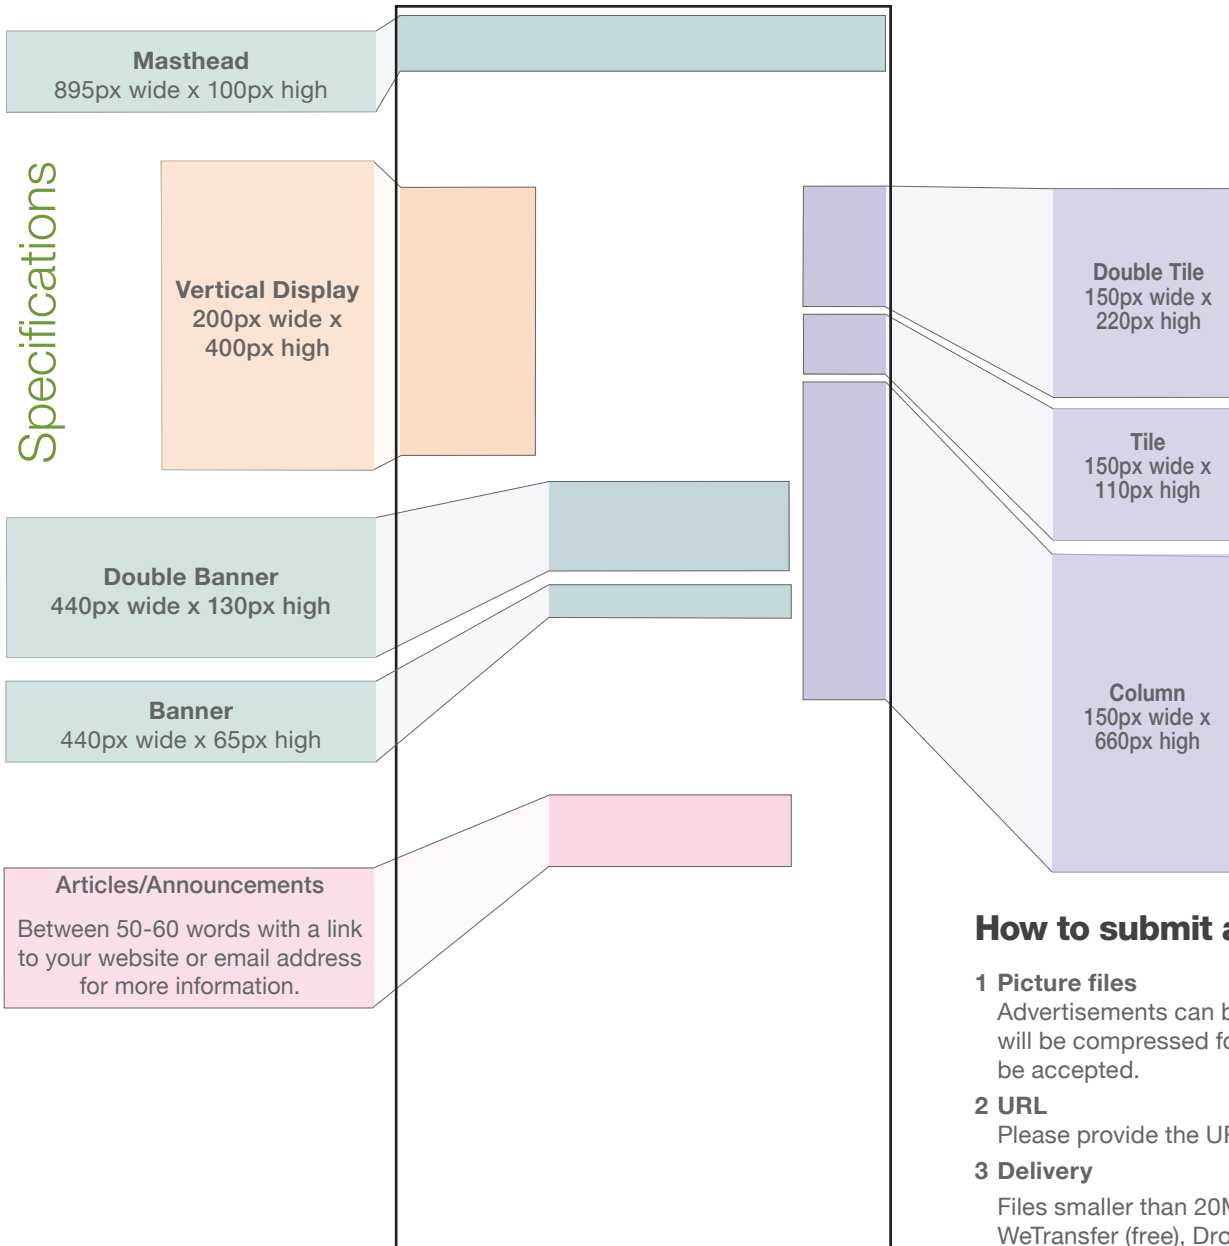 Masthead
895px wide x 100px high
Specifications
Vertical Display
200px wide x
400px high
Double Tile
150px wide x
220px high
Tile
150px wide x
110px high
Double Banner
440px wide x 130px high
Banner
440px wide x 65px high
Column
150px wide x
660px high
Articles/Announcements
Between 50-60 words with a link
to your website or email address
for more information.
How to submit
1 Picture files
Advertisements can
will be compressed
be accepted.
2 URL
Please provide the
3 Delivery
Files smaller than
WeTransfer (free),